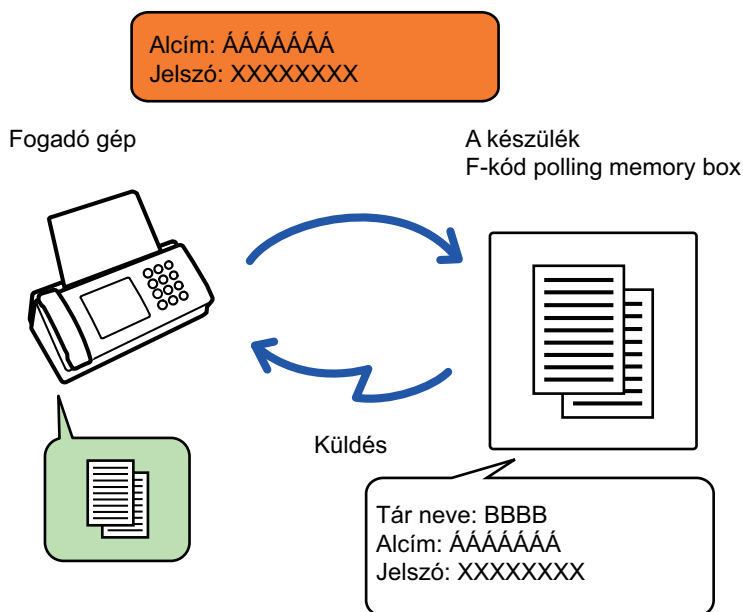 Alcím: ÁÁÁÁÁÁÁ
Jelszó: XXXXXXXX
Fogadó gép
A készülék
F-kód polling memory box
Küldés
Tár neve: BBBB
Alcím: ÁÁÁÁÁÁÁ
Jelszó: XXXXXXXX